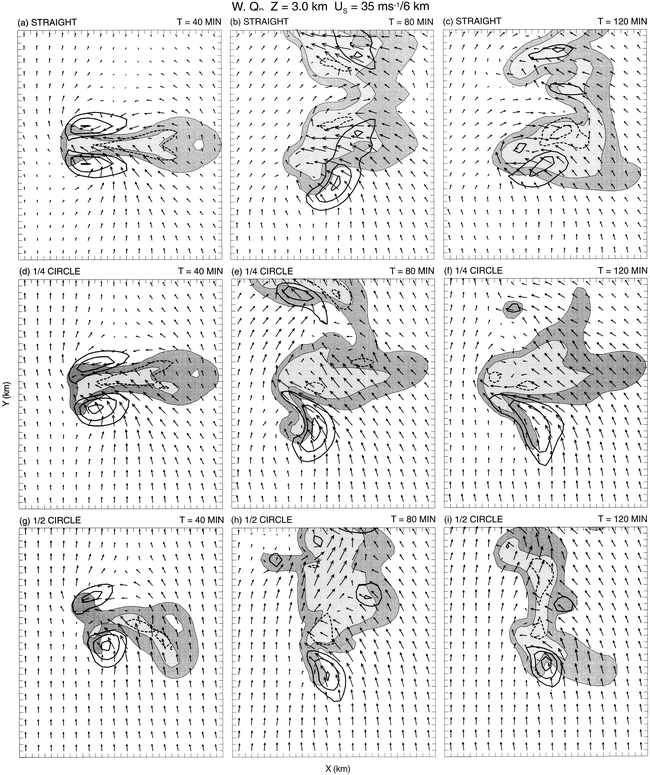 W. Qᵣ, Z = 3.0 km Uₛ = 35 ms⁻¹/6 km
(a) STRAIGHT T = 40 MIN (b) STRAIGHT T = 80 MIN (c) STRAIGHT T = 120 MIN
(d) 1/4 CIRCLE T = 40 MIN (e) 1/4 CIRCLE T = 80 MIN (f) 1/4 CIRCLE T = 120 MIN
Y (km)
(g) 1/2 CIRCLE T = 40 MIN (h) 1/2 CIRCLE T = 80 MIN (i) 1/2 CIRCLE T = 120 MIN
X (km)